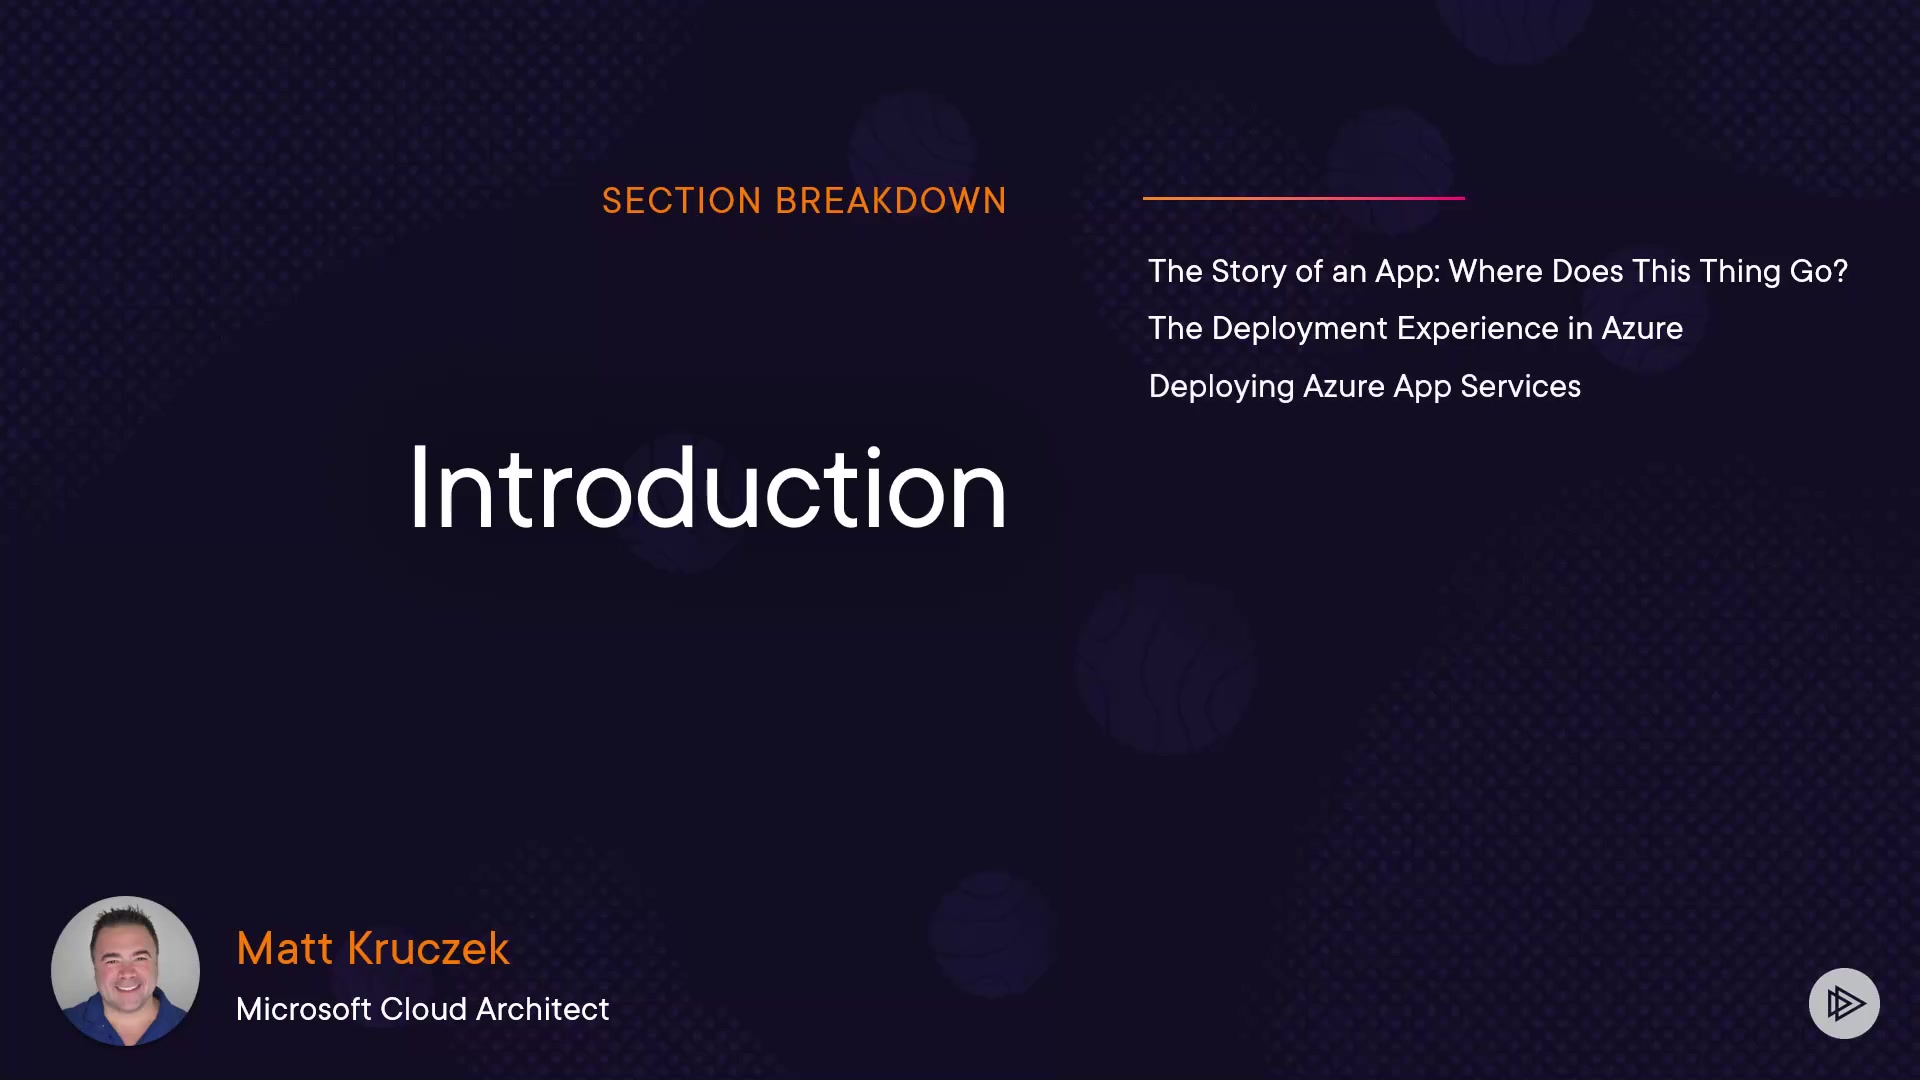 SECTION BREAKDOWN
Introduction
The Story of an App: Where Does This Thing Go?
The Deployment Experience in Azure
Deploying Azure App Services
Matt Kruczek
Microsoft Cloud Architect